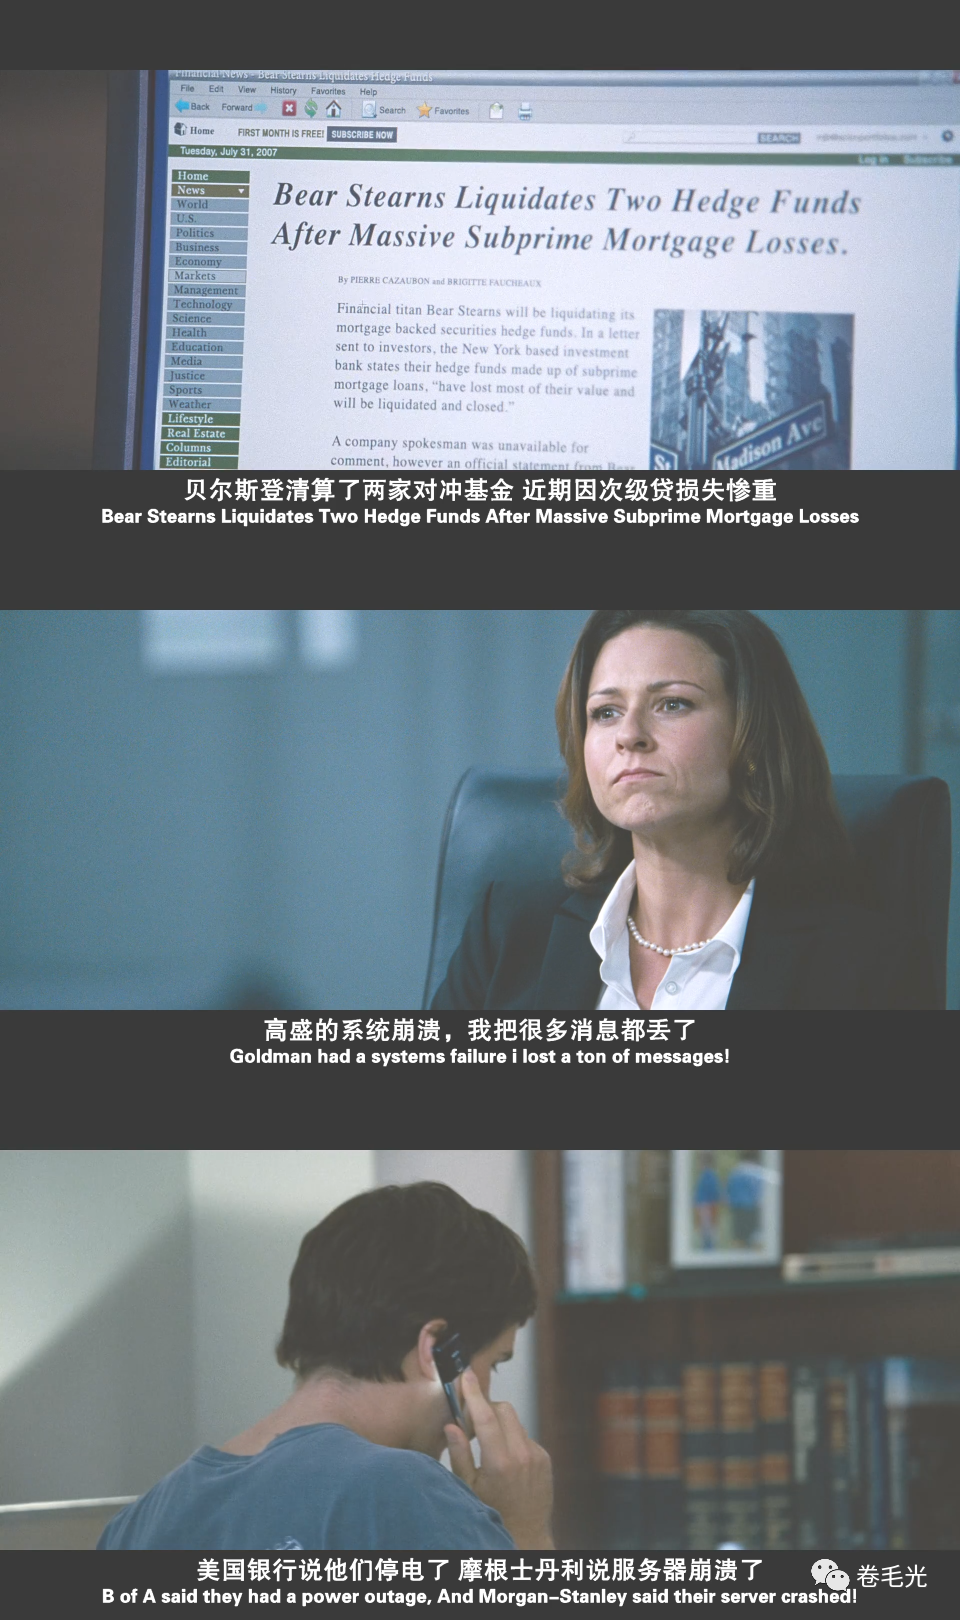 Financial News - Bear Stearns Liquidates Hedge Funds
File Edit View History Favorites Help
Back Forward Search Favorites
Home FIRST MONTH IS FREE! SUBSCRIBE NOW SEARCH
Tuesday, July 31, 2007 Log in Subscribe
Home
News
World
U.S.
Politics
Business
Economy
Markets
Management
Technology
Science
Health
Education
Media
Justice
Sports
Weather
Lifestyle
Real Estate
Columns
Editorial
Bear Stearns Liquidates Two Hedge Funds
After Massive Subprime Mortgage Losses.
By PIERRE CAZAUBON and BRIGITTE FAUCHEAUX
Financial titan Bear Stearns will be liquidating its
mortgage backed securities hedge funds. In a letter
sent to investors, the New York based investment
bank states their hedge funds made up of subprime
mortgage loans, “have lost most of their value and
will be liquidated and closed.”
A company spokesman was unavailable for
comment, however an official statement from
St
Madison Ave
贝尔斯登清算了两家对冲基金 近期因次级贷损失惨重
Bear Stearns Liquidates Two Hedge Funds After Massive Subprime Mortgage Losses
高盛的系统崩溃，我把很多消息都丢了
Goldman had a systems failure i lost a ton of messages!
美国银行说他们停电了 摩根士丹利说服务器崩溃了
B of A said they had a power outage, And Morgan-Stanley said their server crashed!
卷毛光